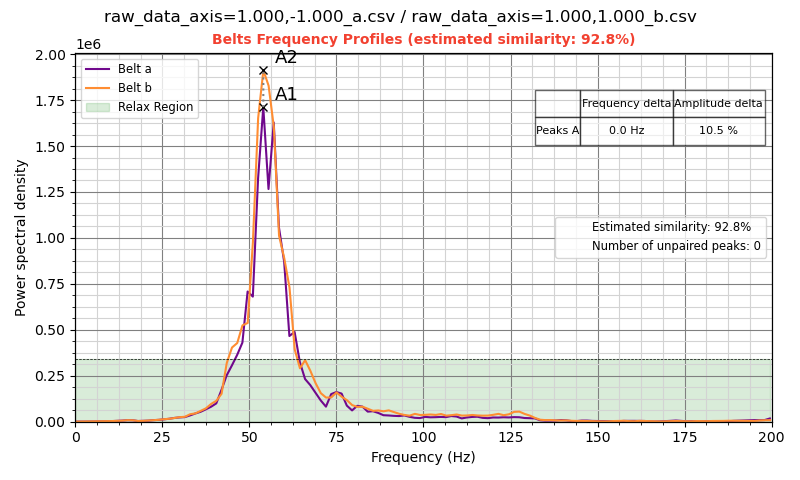 raw_data_axis=1.000,-1.000_a.csv / raw_data_axis=1.000,1.000_b.csv
Belts Frequency Profiles (estimated similarity: 92.8%)
1e6
Belt a
Belt b
Relax Region
A2
A1
Frequency delta Amplitude delta
Peaks A 0.0 Hz 10.5 %
Estimated similarity: 92.8%
Number of unpaired peaks: 0
Power spectral density
2.00
1.75
1.50
1.25
1.00
0.75
0.50
0.25
0.00
0 25 50 75 100 125 150 175 200
Frequency (Hz)